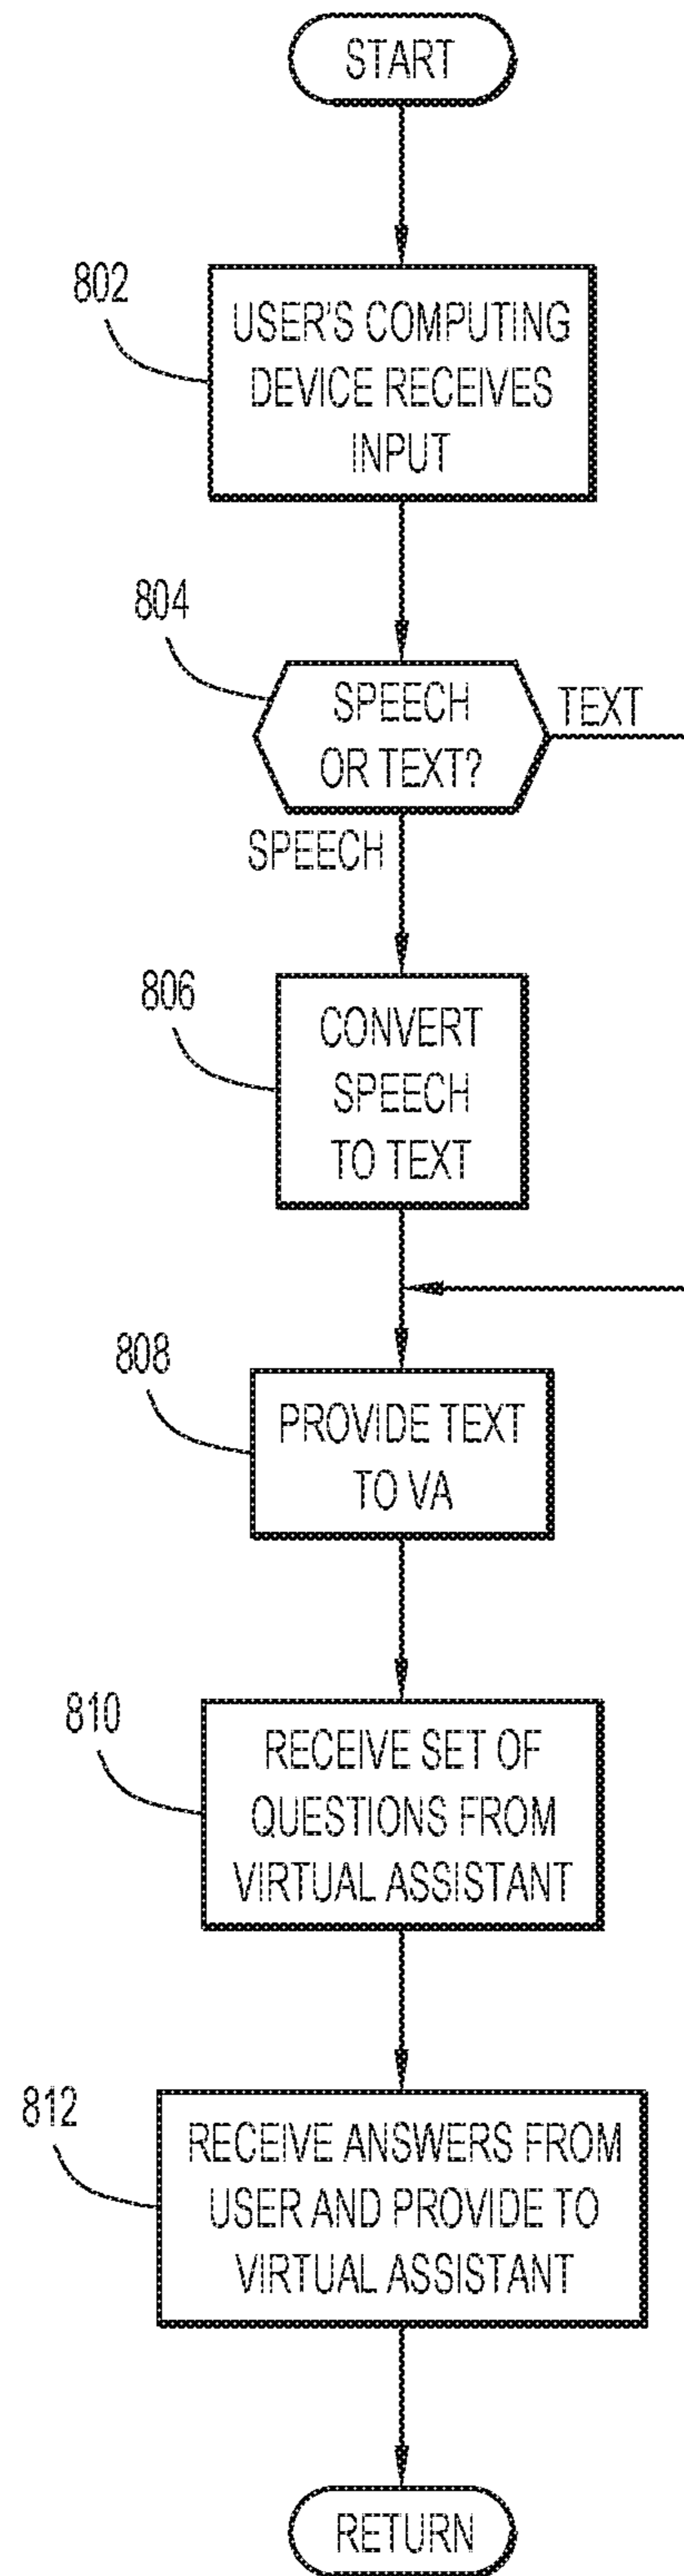 START
802
USER'S COMPUTING
DEVICE RECEIVES
INPUT
804
SPEECH
OR TEXT?
TEXT
SPEECH
806
CONVERT
SPEECH
TO TEXT
808
PROVIDE TEXT
TO VA
810
RECEIVE SET OF
QUESTIONS FROM
VIRTUAL ASSISTANT
812
RECEIVE ANSWERS FROM
USER AND PROVIDE TO
VIRTUAL ASSISTANT
RETURN